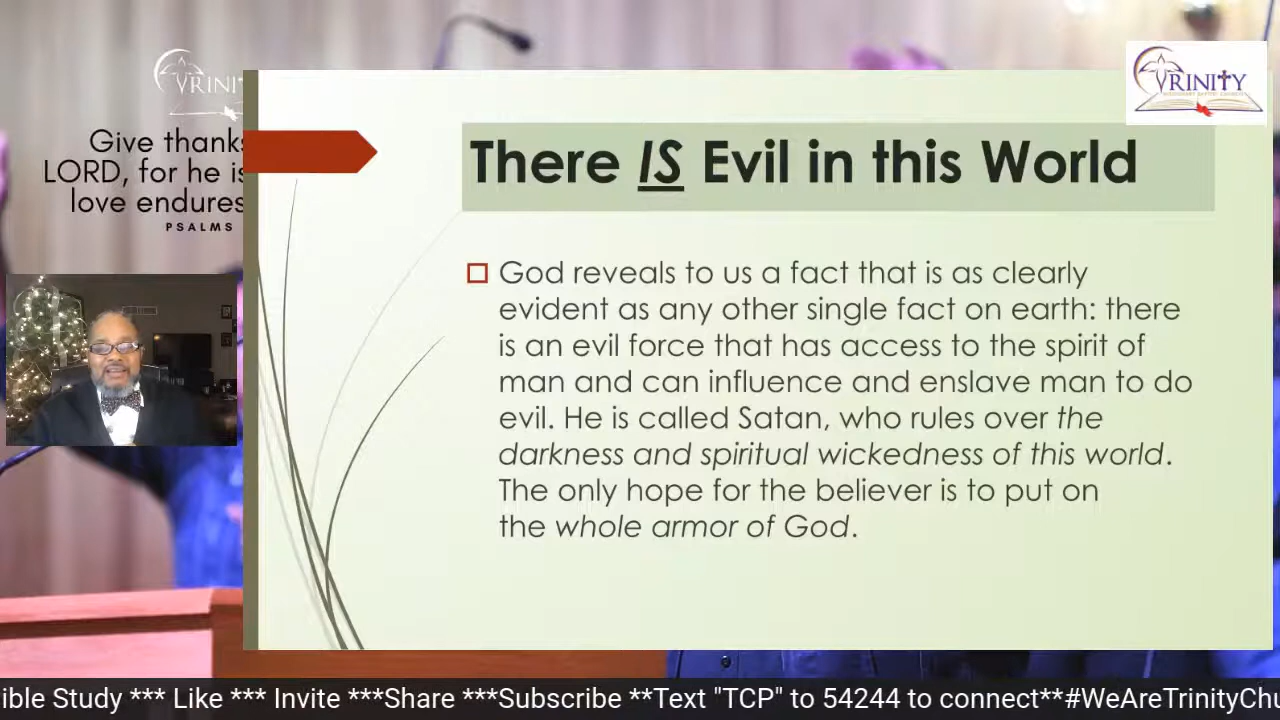 TRINITY
Give thanks
LORD, for he is
love endures
PSALMS
There IS Evil in this World
God reveals to us a fact that is as clearly
evident as any other single fact on earth: there
is an evil force that has access to the spirit of
man and can influence and enslave man to do
evil. He is called Satan, who rules over the
darkness and spiritual wickedness of this world.
The only hope for the believer is to put on
the whole armor of God.
ible Study *** Like *** Invite ***Share ***Subscribe **Text "TCP" to 54244 to connect**#WeAreTrinityChu